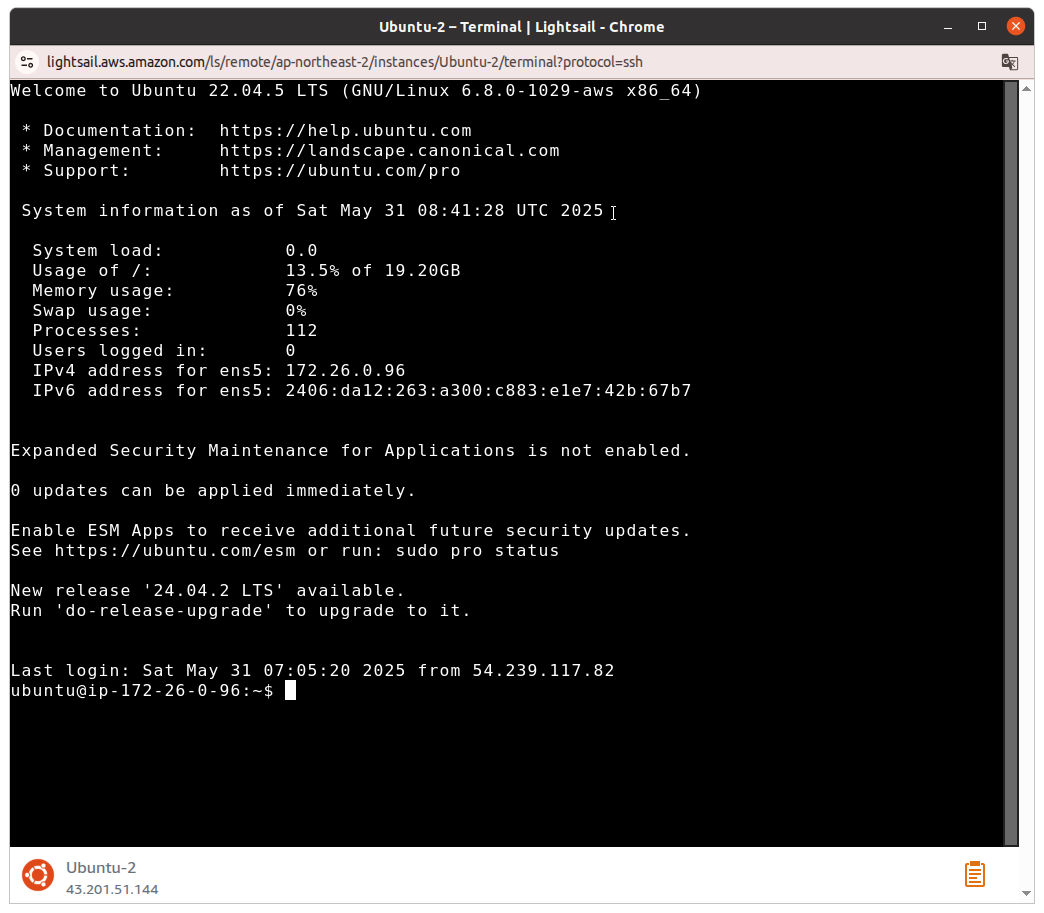 Ubuntu-2 – Terminal | Lightsail - Chrome
lightsail.aws.amazon.com/ls/remote/ap-northeast-2/instances/Ubuntu-2/terminal?protocol=ssh
Welcome to Ubuntu 22.04.5 LTS (GNU/Linux 6.8.0-1029-aws x86_64)
* Documentation:  https://help.ubuntu.com
* Management:     https://landscape.canonical.com
* Support:        https://ubuntu.com/pro
System information as of Sat May 31 08:41:28 UTC 2025
System load:           0.0
Usage of /:            13.5% of 19.20GB
Memory usage:          76%
Swap usage:            0%
Processes:             112
Users logged in:       0
IPv4 address for ens5: 172.26.0.96
IPv6 address for ens5: 2406:da12:263:a300:c883:e1e7:42b:67b7
Expanded Security Maintenance for Applications is not enabled.
0 updates can be applied immediately.
Enable ESM Apps to receive additional future security updates.
See https://ubuntu.com/esm or run: sudo pro status
New release '24.04.2 LTS' available.
Run 'do-release-upgrade' to upgrade to it.
Last login: Sat May 31 07:05:20 2025 from 54.239.117.82
ubuntu@ip-172-26-0-96:~$
Ubuntu-2
43.201.51.144